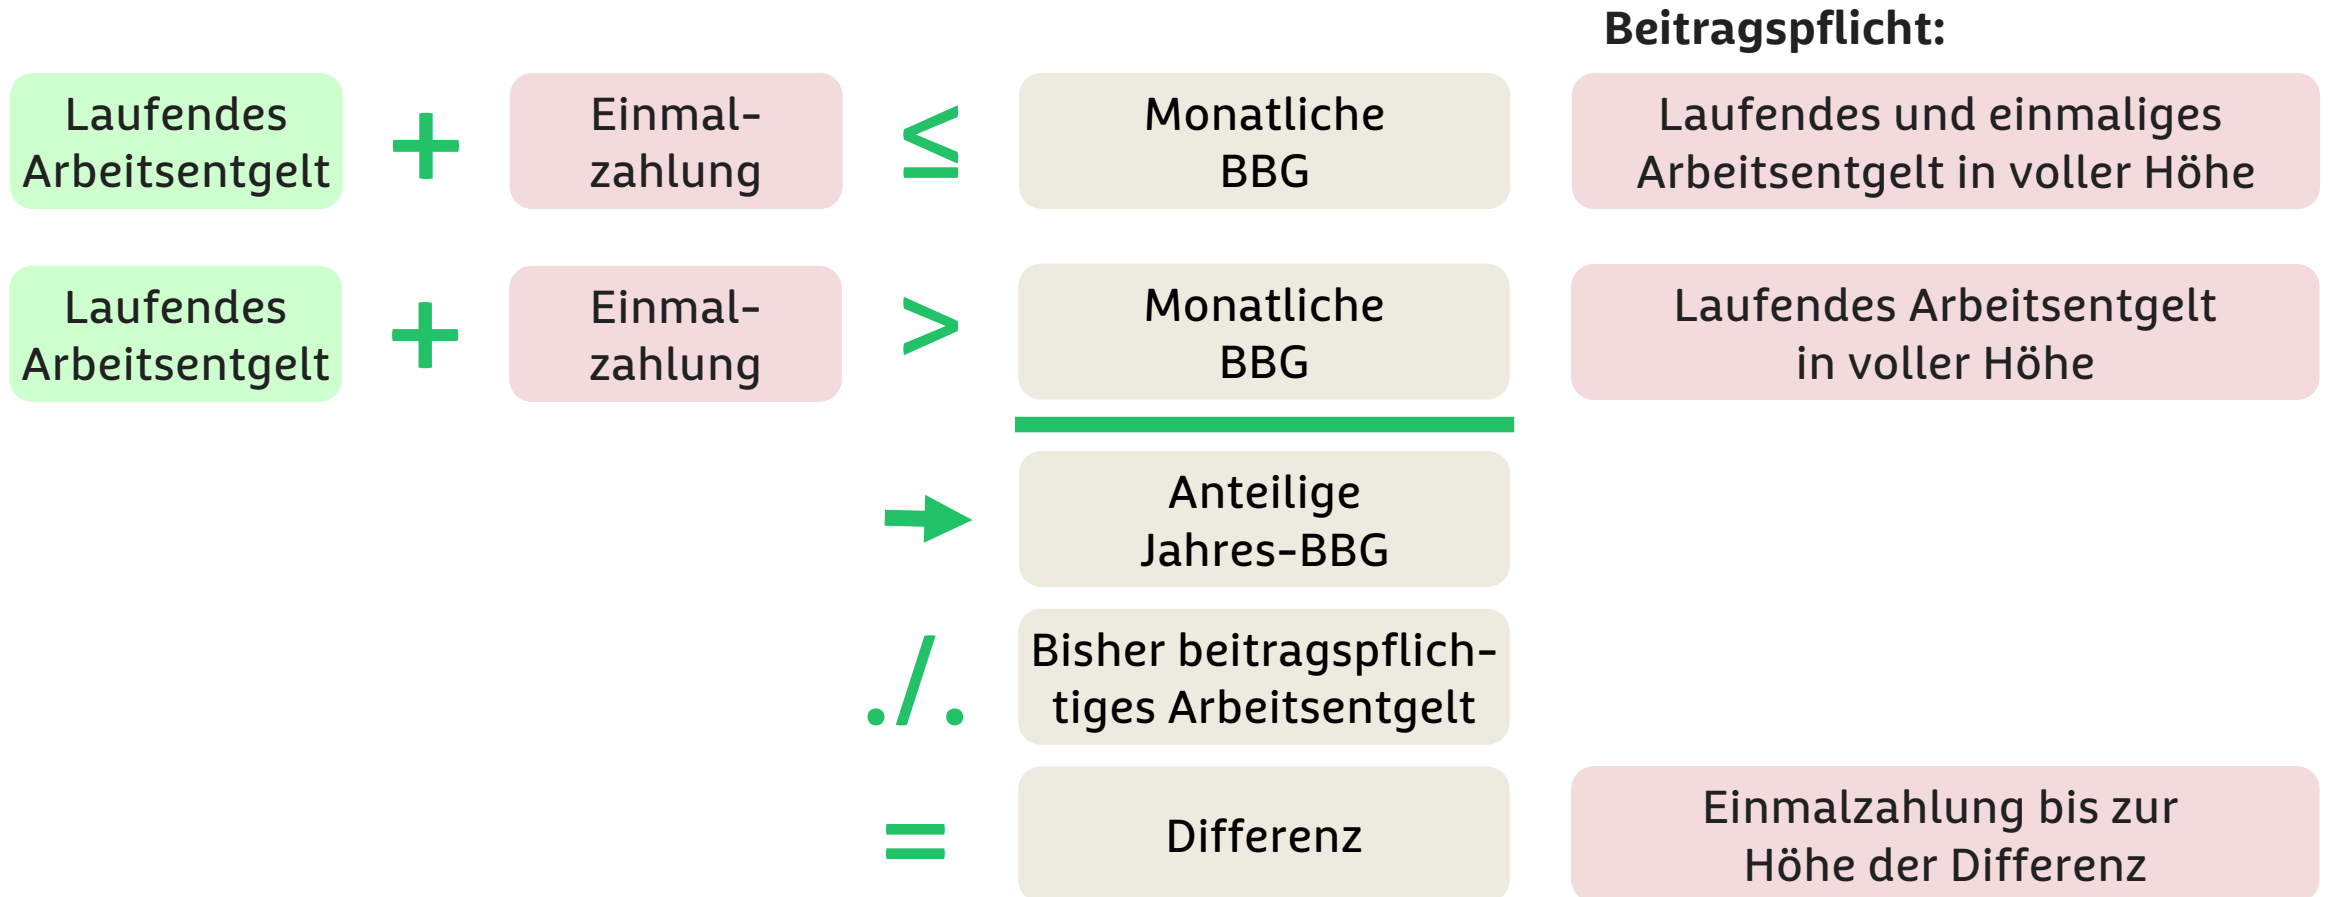 Beitragspflicht:
Laufendes
Arbeitsentgelt
+
Einmal-
zahlung
≤
Monatliche
BBG
Laufendes und einmaliges
Arbeitsentgelt in voller Höhe
Laufendes
Arbeitsentgelt
+
Einmal-
zahlung
>
Monatliche
BBG
Laufendes Arbeitsentgelt
in voller Höhe
Anteilige
Jahres-BBG
./.
Bisher beitragspflich-
tiges Arbeitsentgelt
=
Differenz
Einmalzahlung bis zur
Höhe der Differenz